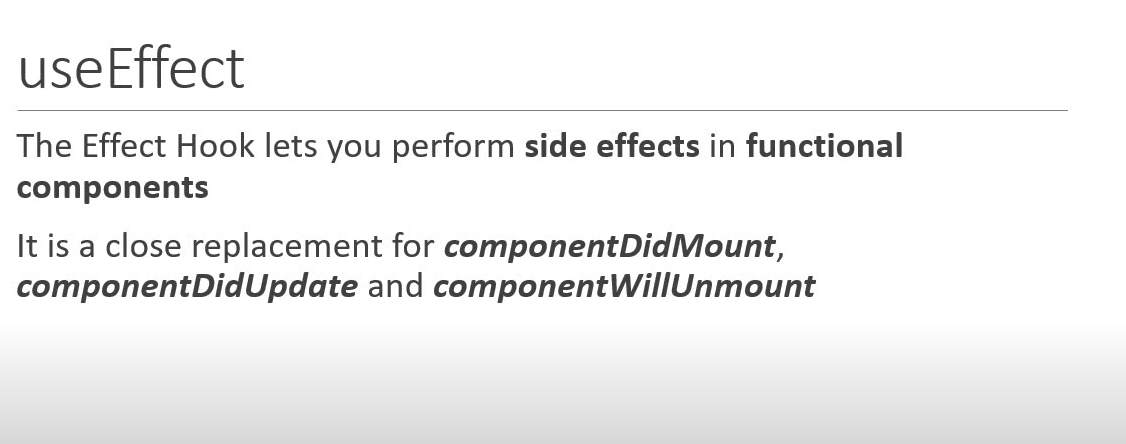 useEffect
The Effect Hook lets you perform side effects in functional
components
It is a close replacement for componentDidMount,
componentDidUpdate and componentWillUnmount